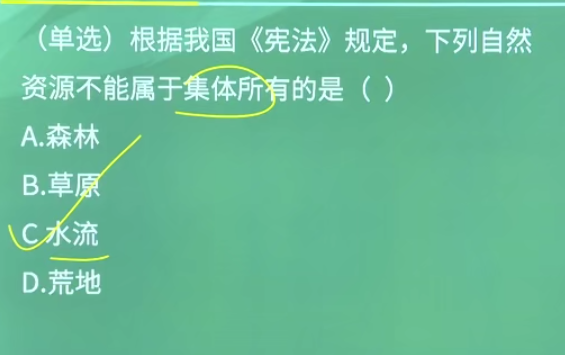 （单选）根据我国《宪法》规定，下列自然
资源不能属于集体所有的是（ ）
A.森林
B.草原
C 水流
D.荒地